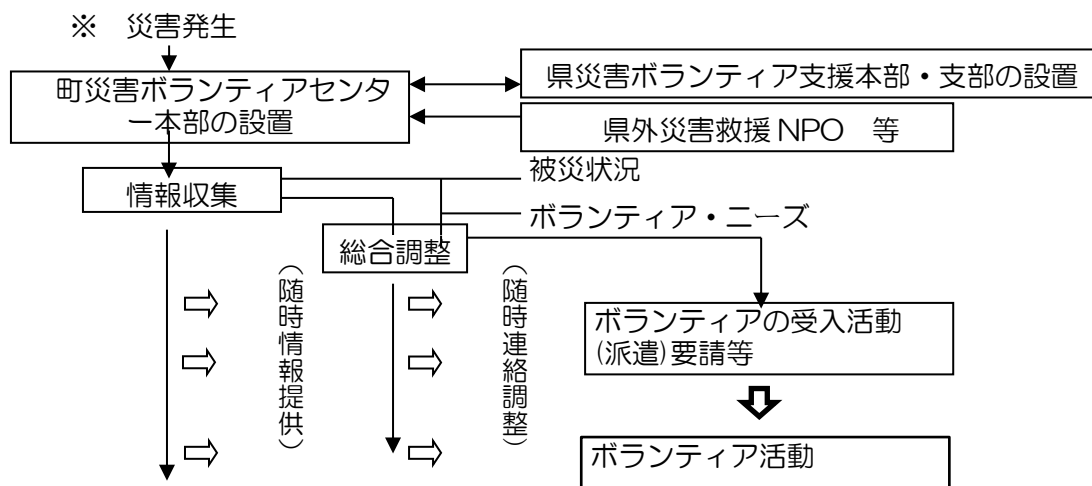 ※　災害発生
町災害ボランティアセンタ
ー本部の設置
県災害ボランティア支援本部・支部の設置
県外災害救援 NPO　等
情報収集
被災状況
ボランティア・ニーズ
総合調整
（随時情報提供）
（随時連絡調整）
ボランティアの受入活動
(派遣)要請等
ボランティア活動